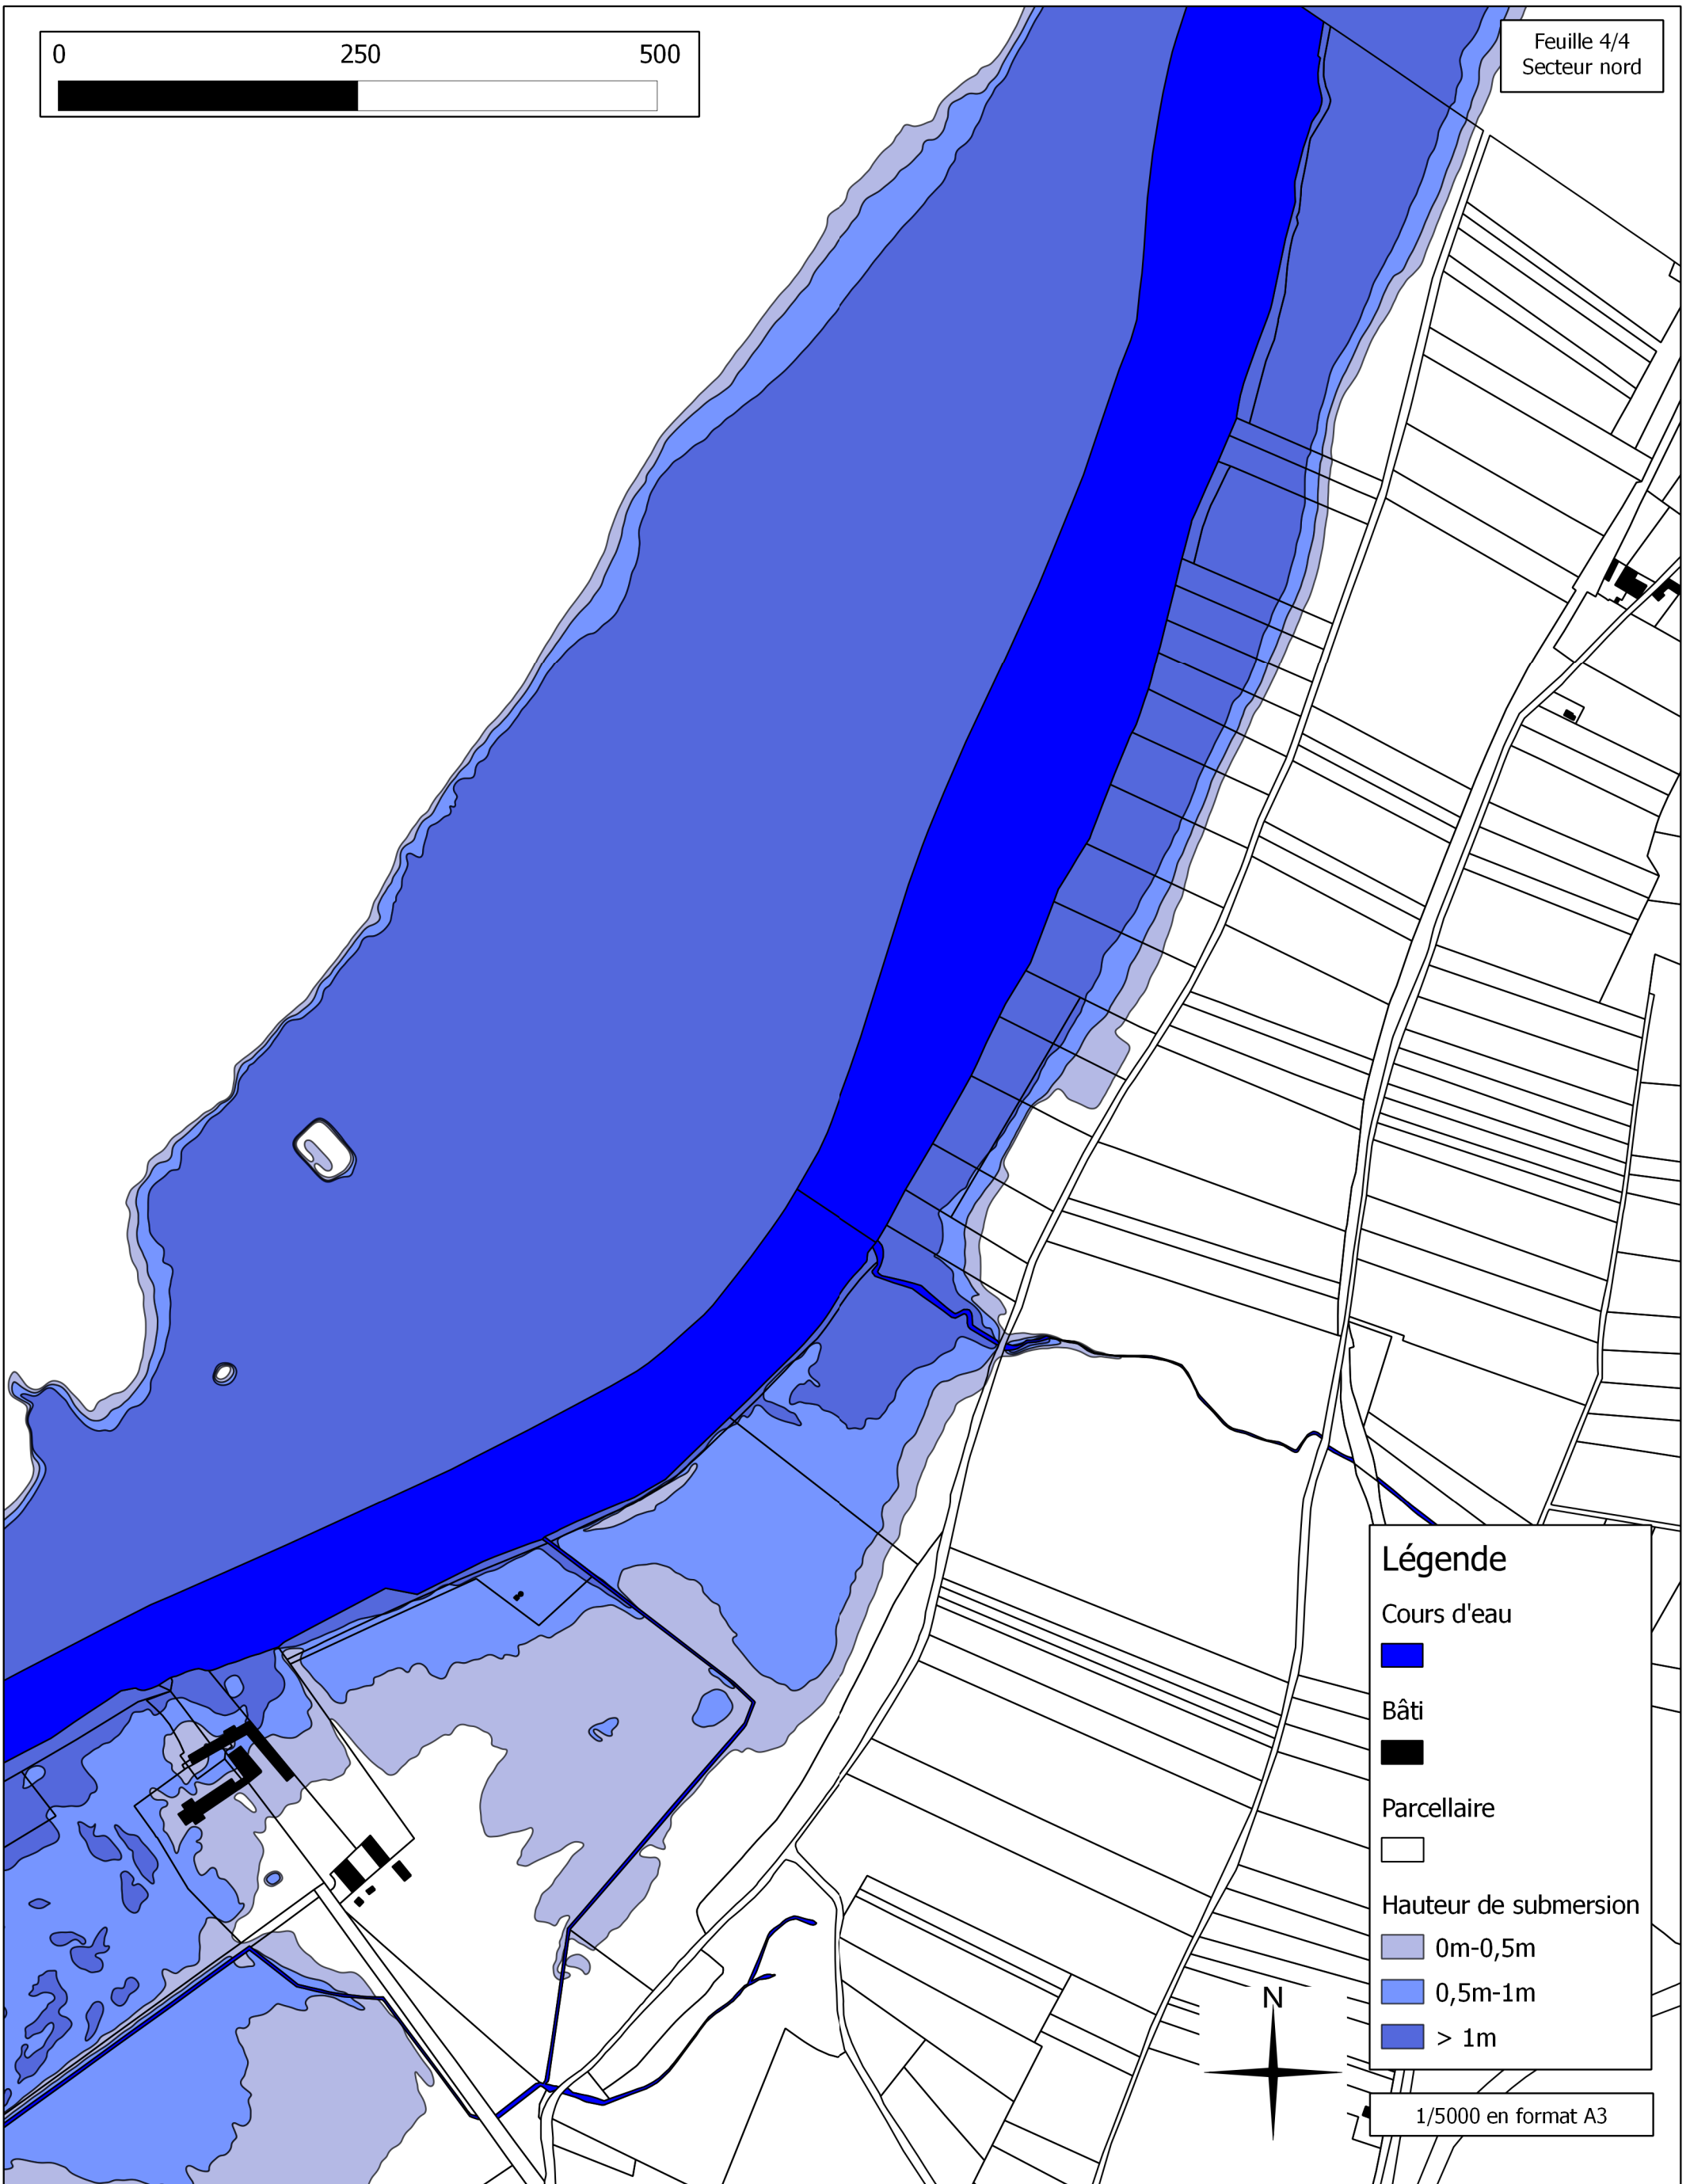 0 250 500
Feuille 4/4
Secteur nord
Légende
Cours d'eau
Bâti
Parcellaire
Hauteur de submersion
0m-0,5m
0,5m-1m
> 1m
N
1/5000 en format A3